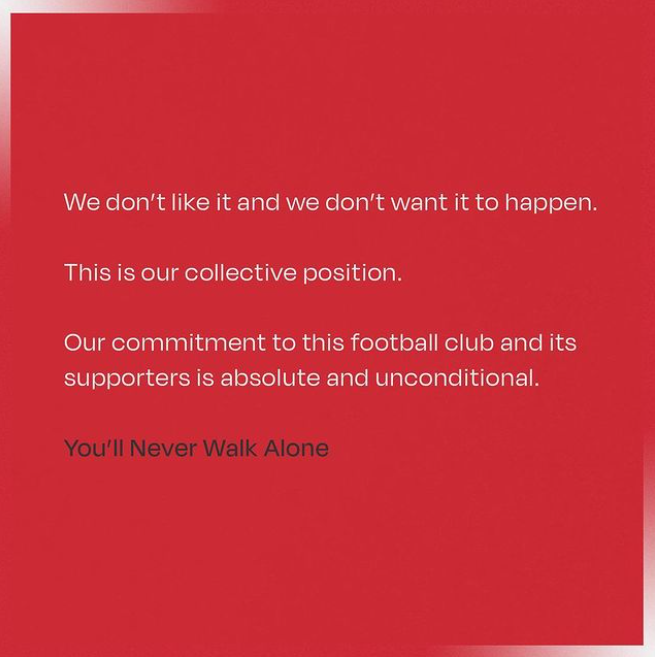 We don’t like it and we don’t want it to happen.
This is our collective position.
Our commitment to this football club and its
supporters is absolute and unconditional.
You’ll Never Walk Alone